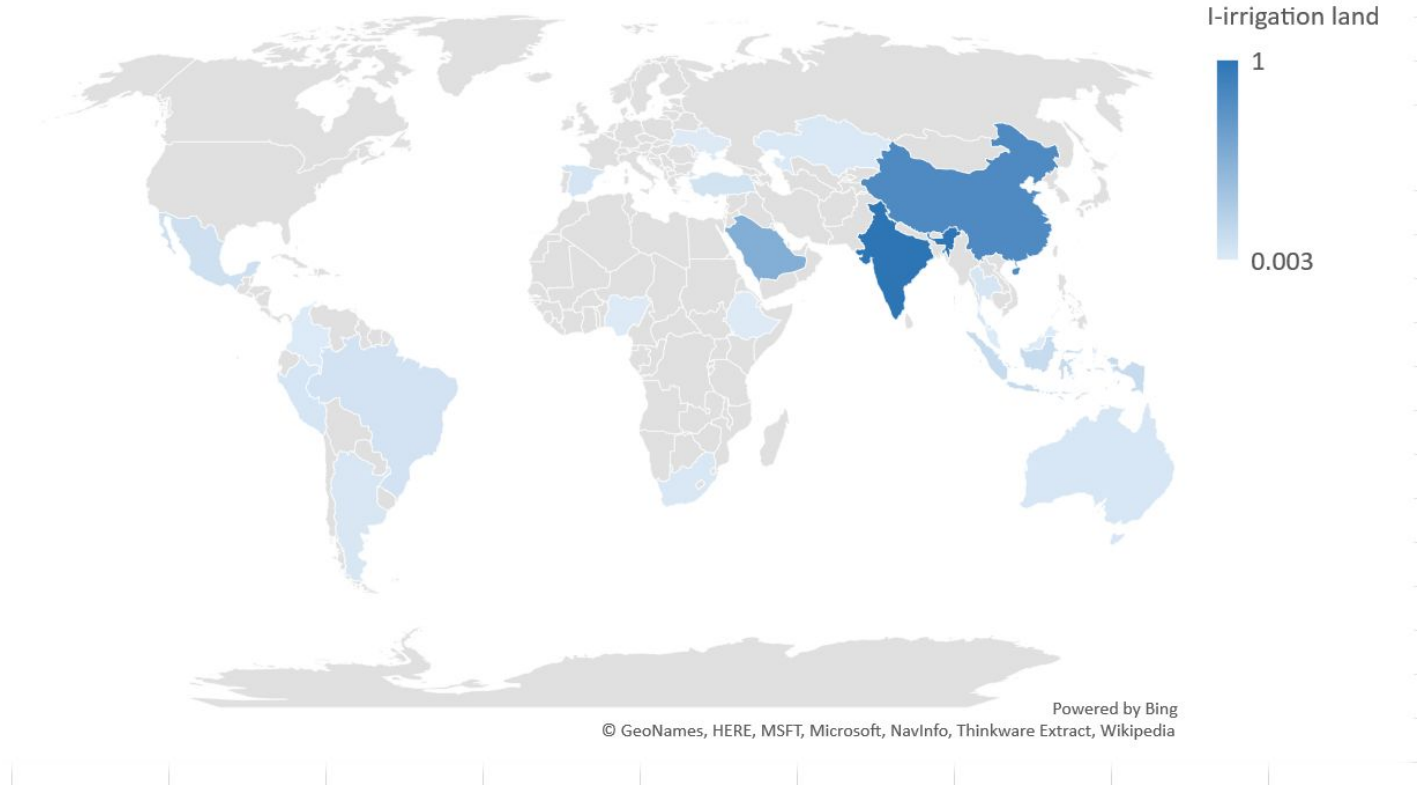 I-irrigation land
1
0.003
Powered by Bing
© GeoNames, HERE, MSFT, Microsoft, NavInfo, Thinkware Extract, Wikipedia